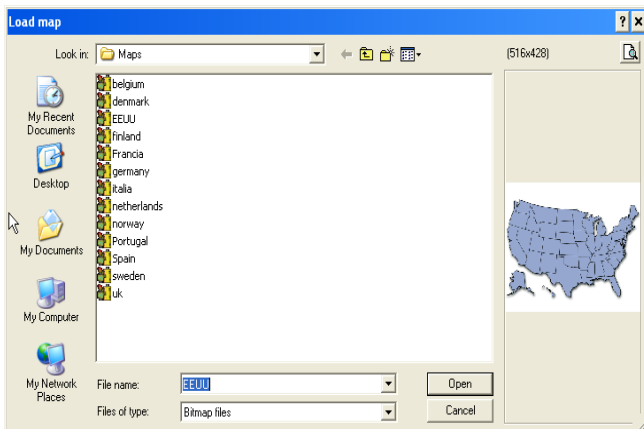 Load map
Look in: Maps
(516x428)
My Recent
Documents
Desktop
My Documents
My Computer
My Network
Places
belgium
denmark
EEUU
finland
Francia
germany
italia
netherlands
norway
Portugal
Spain
sweden
uk
File name: EEUU Open
Files of type: Bitmap files Cancel